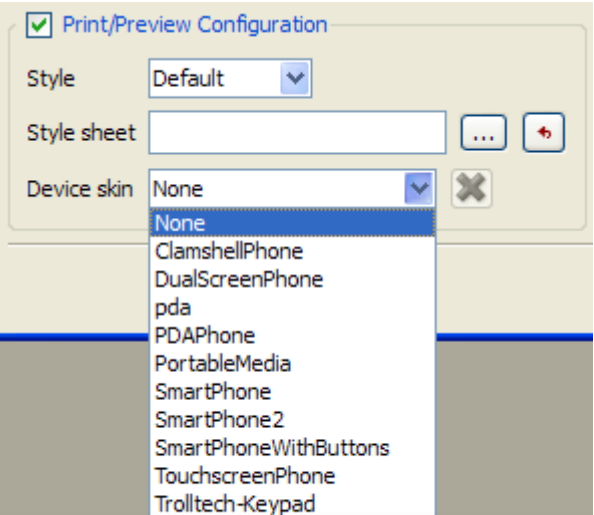 Print/Preview Configuration
Style Default
Style sheet ...
Device skin None
None
ClamshellPhone
DualScreenPhone
pda
PDAPhone
PortableMedia
SmartPhone
SmartPhone2
SmartPhoneWithButtons
TouchscreenPhone
Trolltech-Keypad